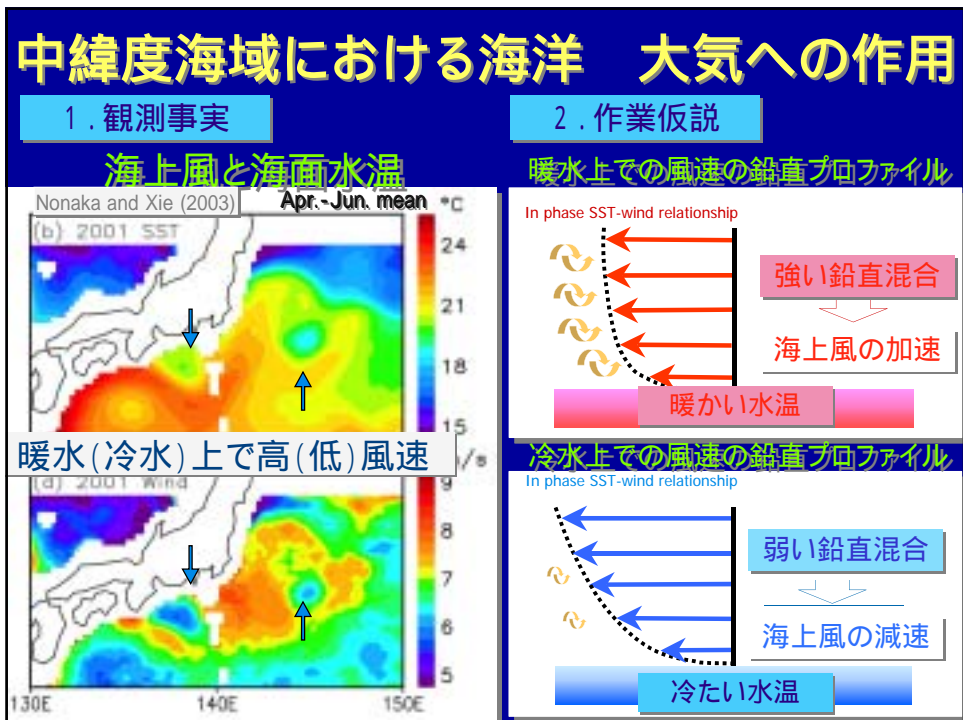 中緯度海域における海洋　大気への作用
1．観測事実
海上風と海面水温
Nonaka and Xie (2003)
Apr.-Jun. mean
°C
(b) 2001 SST
24
21
18
15
暖水(冷水)上で高(低)風速
/s
(d) 2001 Wind
9
8
7
6
5
130E
140E
150E
2．作業仮説
暖水上での風速の鉛直プロファイル
In phase SST-wind relationship
強い鉛直混合
海上風の加速
暖かい水温
冷水上での風速の鉛直プロファイル
In phase SST-wind relationship
弱い鉛直混合
海上風の減速
冷たい水温